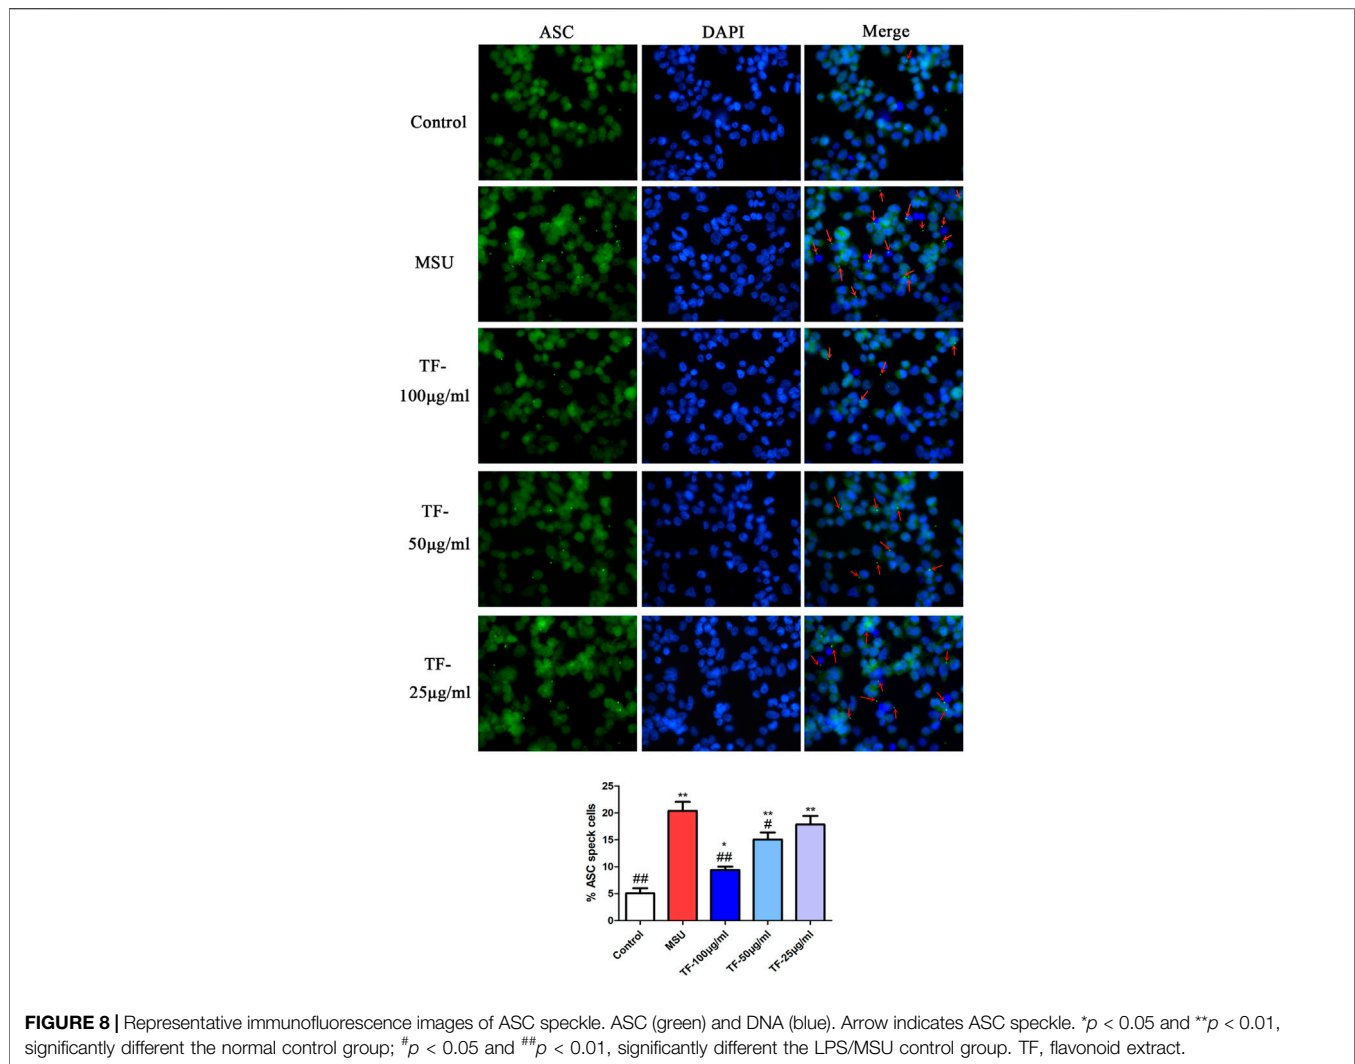 ASC DAPI Merge
Control
MSU
TF-
100μg/ml
TF-
50μg/ml
TF-
25μg/ml
% ASC speck cells
25
20
15
10
5
0
##
**
*
##
**
#
**
Control MSU TF-100μg/ml TF-50μg/ml TF-25μg/ml
FIGURE 8 | Representative immunofluorescence images of ASC speckle. ASC (green) and DNA (blue). Arrow indicates ASC speckle. *p < 0.05 and **p < 0.01,
significantly different the normal control group; #p < 0.05 and ##p < 0.01, significantly different the LPS/MSU control group. TF, flavonoid extract.